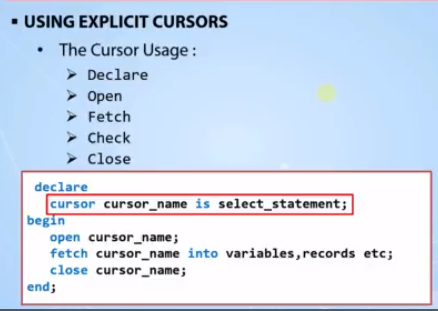 ▪ USING EXPLICIT CURSORS
• The Cursor Usage :
➢ Declare
➢ Open
➢ Fetch
➢ Check
➢ Close
declare
cursor cursor_name is select_statement;
begin
open cursor_name;
fetch cursor_name into variables,records etc;
close cursor_name;
end;